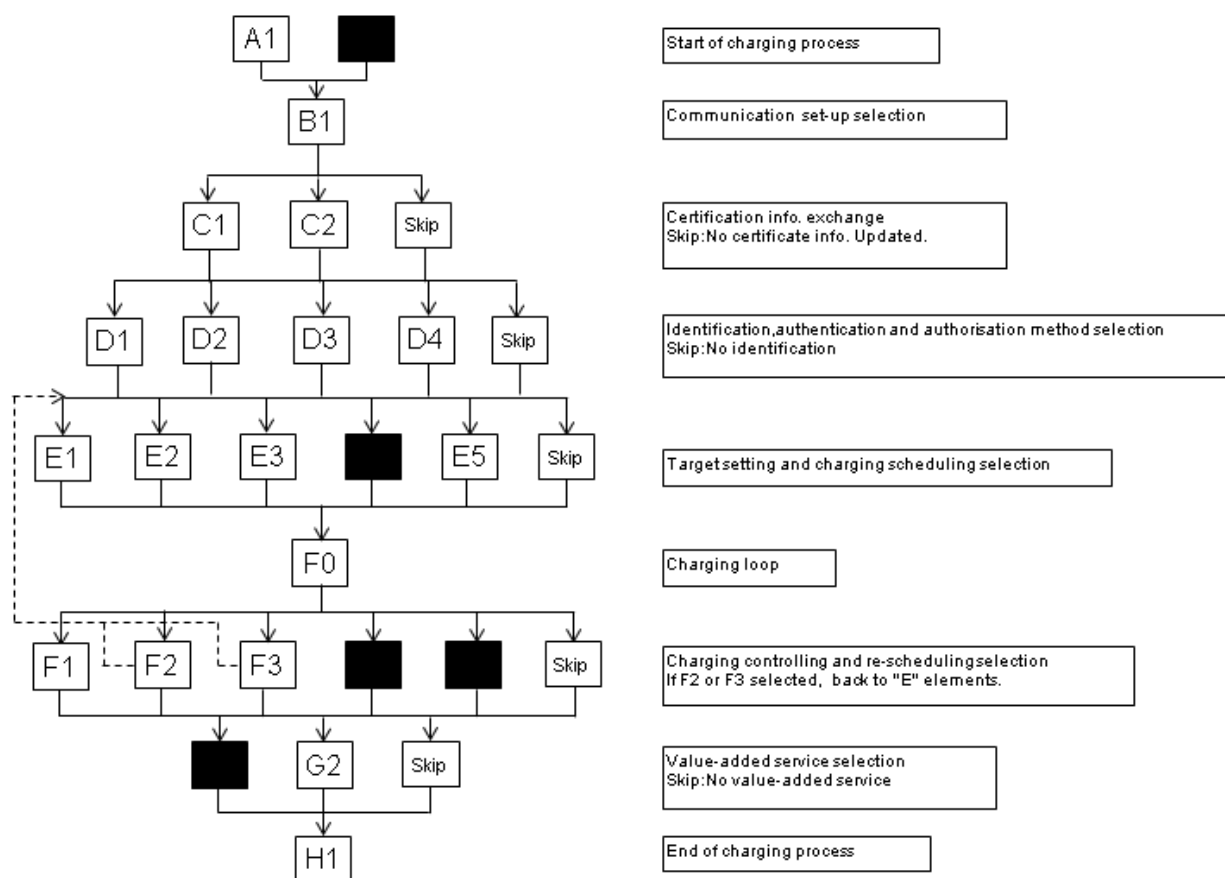 A1
Start of charging process
B1
Communication set-up selection
C1 C2 Skip
Certification info. exchange
Skip:No certificate info. Updated.
D1 D2 D3 D4 Skip
Identification,authentication and authorisation method selection
Skip:No identification
E1 E2 E3 E5 Skip
Target setting and charging scheduling selection
F0
Charging loop
F1 F2 F3 Skip
Charging controlling and re-scheduling selection
If F2 or F3 selected, back to "E" elements.
G2 Skip
Value-added service selection
Skip:No value-added service
H1
End of charging process